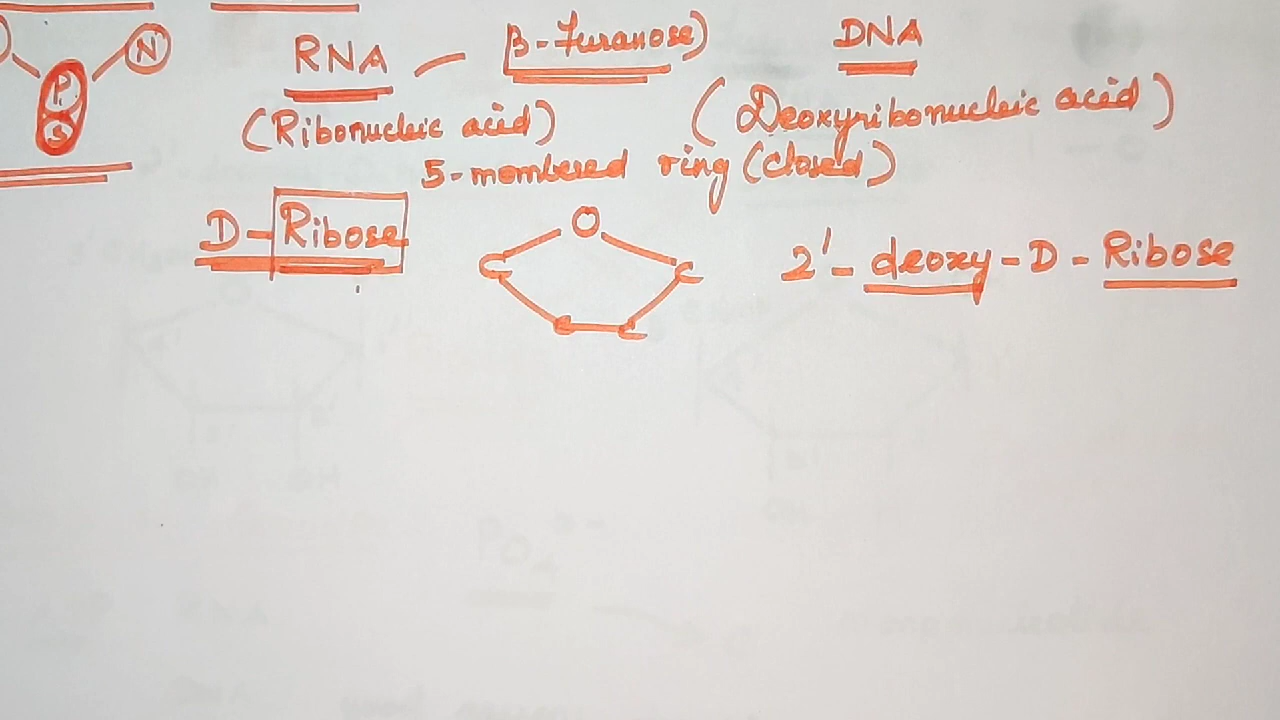 N
P
S
RNA - β-Furanose) DNA
(Ribonucleic acid) (Deoxyribonucleic acid)
5-membered ring (closed)
D-Ribose 2'-deoxy-D-Ribose
O
C C
C C